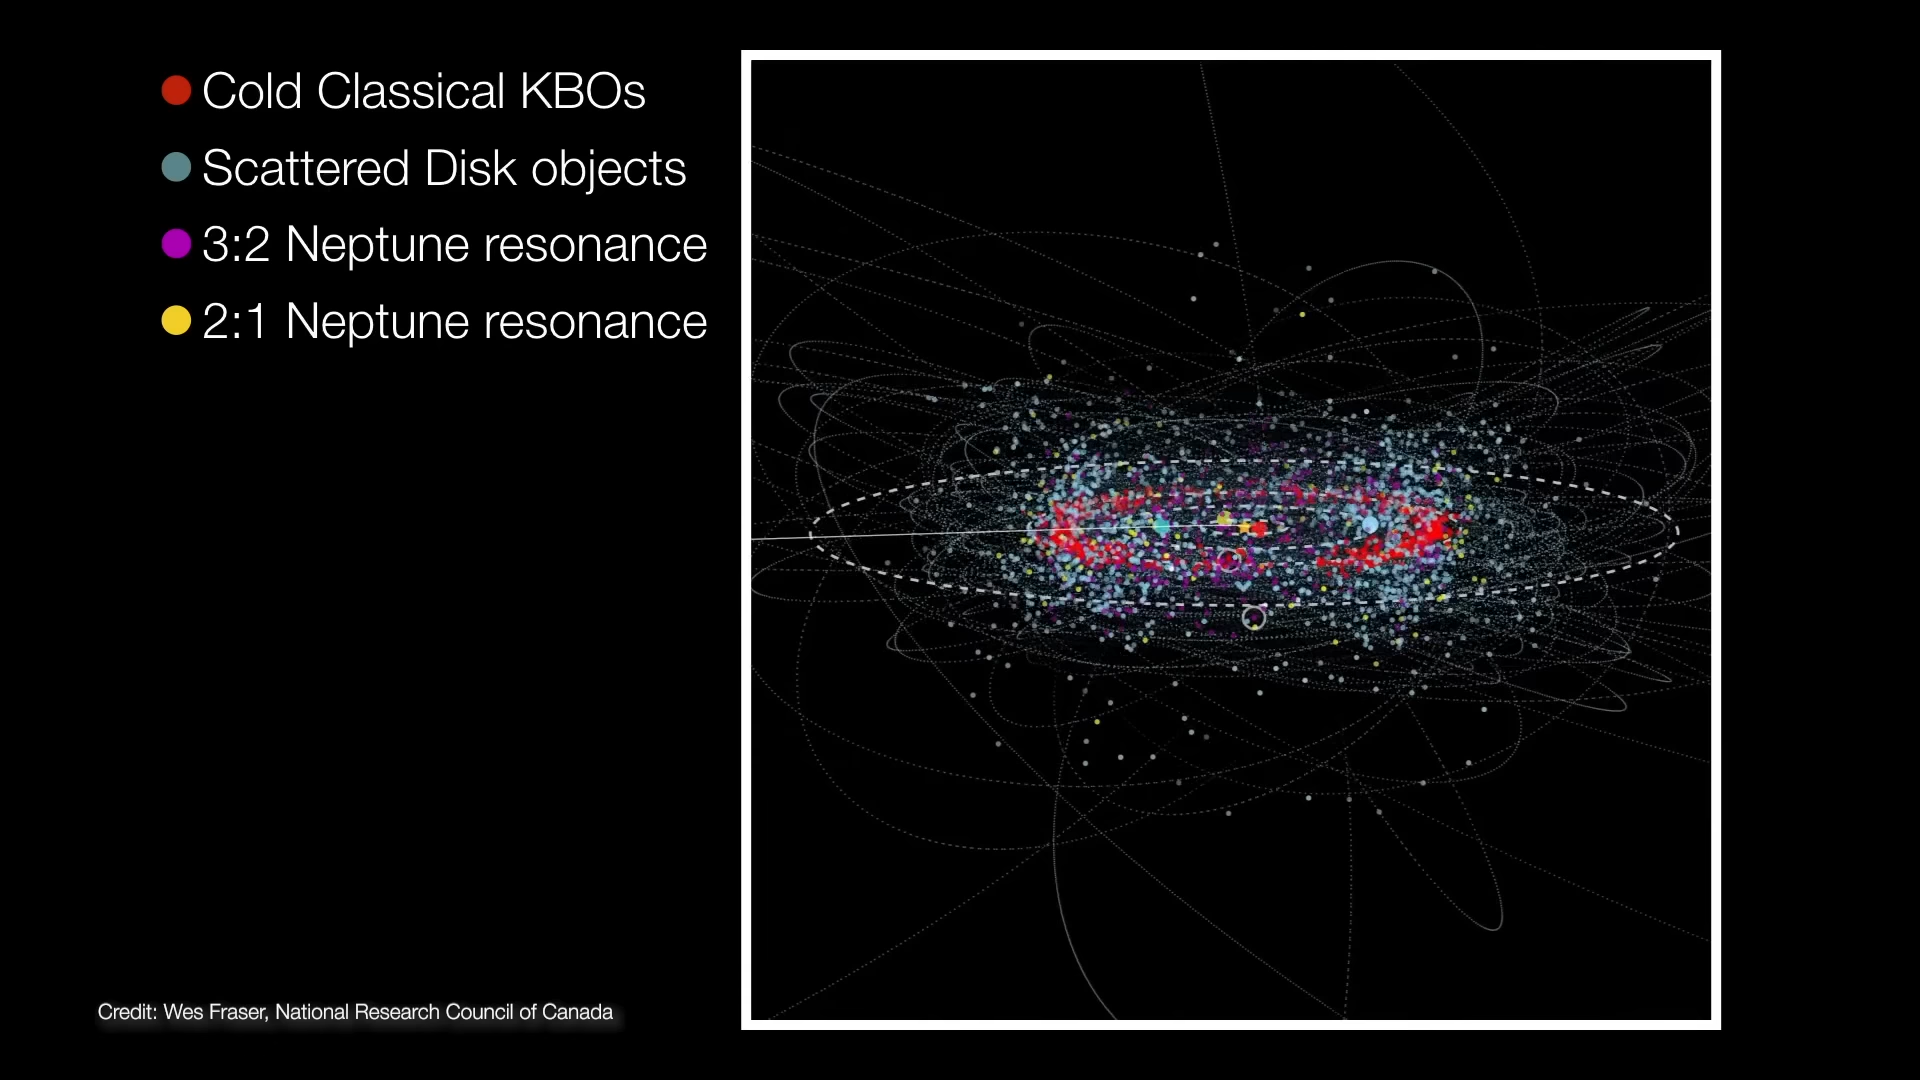 Cold Classical KBOs
Scattered Disk objects
3:2 Neptune resonance
2:1 Neptune resonance
Credit: Wes Fraser, National Research Council of Canada